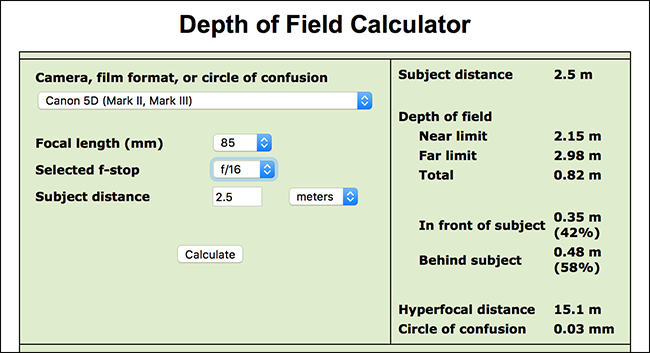 Depth of Field Calculator
Camera, film format, or circle of confusion
Canon 5D (Mark II, Mark III)
Focal length (mm) 85
Selected f-stop f/16
Subject distance 2.5 meters
Calculate
Subject distance 2.5 m
Depth of field
Near limit 2.15 m
Far limit 2.98 m
Total 0.82 m
In front of subject 0.35 m
(42%)
Behind subject 0.48 m
(58%)
Hyperfocal distance 15.1 m
Circle of confusion 0.03 mm